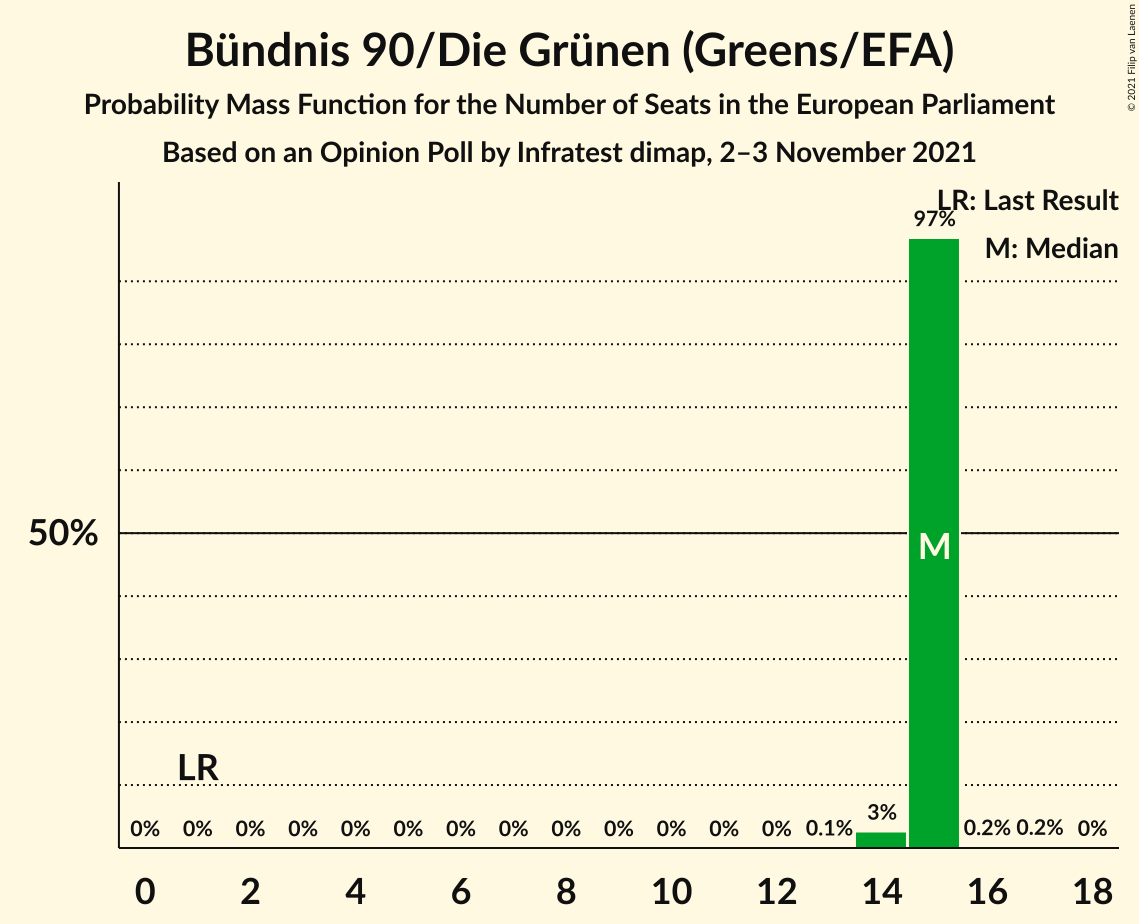 Bündnis 90/Die Grünen (Greens/EFA)
Probability Mass Function for the Number of Seats in the European Parliament
Based on an Opinion Poll by Infratest dimap, 2–3 November 2021
© 2021 Filip van Laenen
LR: Last Result
97%
M: Median
50%
M
LR
3%
0% 0% 0% 0% 0% 0% 0% 0% 0% 0% 0% 0% 0% 0.1% 0.2% 0.2% 0%
0 2 4 6 8 10 12 14 16 18